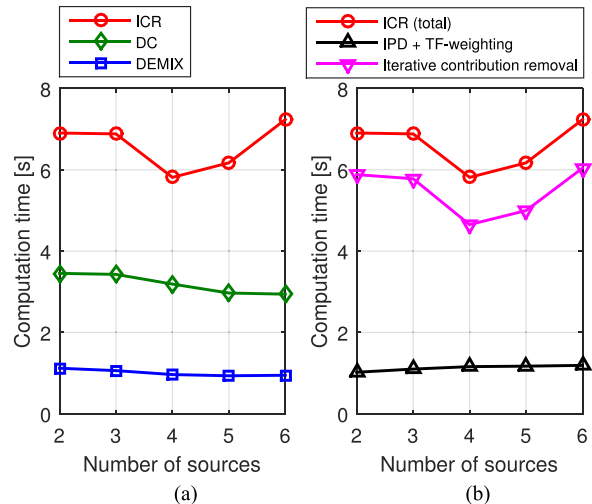 ICR
DC
DEMIX
8
6
4
2
0
Computation time [s]
2 3 4 5 6
Number of sources
(a)
ICR (total)
IPD + TF-weighting
Iterative contribution removal
8
6
4
2
0
Computation time [s]
2 3 4 5 6
Number of sources
(b)